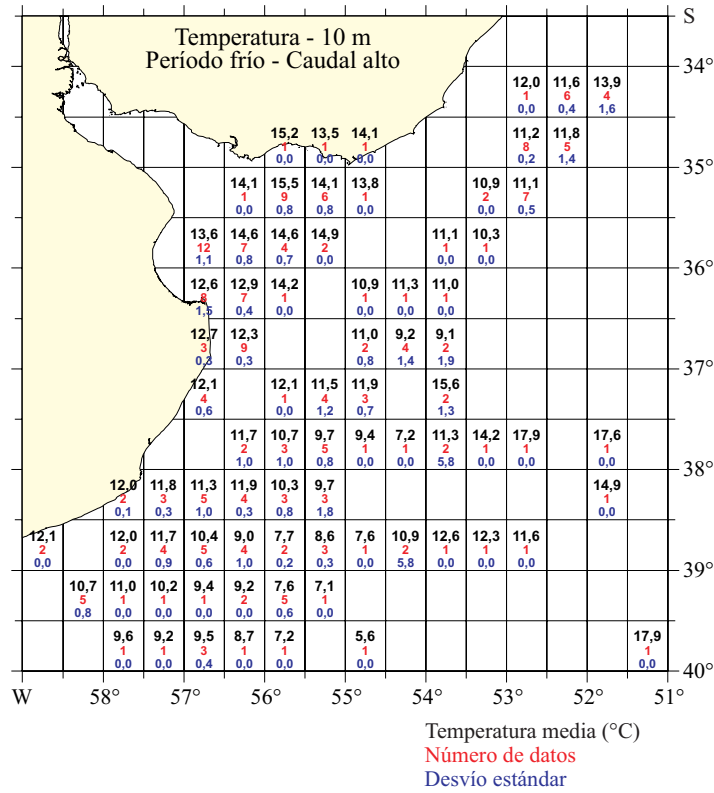 Temperatura - 10 m
Período frío - Caudal alto
S
34°
12,0 11,6 13,9
1 6 4
0,0 0,4 1,6
15,2 13,5 14,1 11,2 11,8
1 1 1 8 5
0,0 0,0 0,0 0,2 1,4
35°
14,1 15,5 14,1 13,8 10,9 11,1
1 9 6 1 2 7
0,0 0,8 0,8 0,0 0,0 0,5
13,6 14,6 14,6 14,9 11,1 10,3
12 7 4 2 1 1
1,1 0,8 0,7 0,0 0,0 0,0
36°
12,6 12,9 14,2 10,9 11,3 11,0
8 7 1 1 1 1
1,5 0,4 0,0 0,0 0,0 0,0
12,7 12,3 11,0 9,2 9,1
3 9 2 4 2
0,3 0,3 0,8 1,4 1,9
37°
12,1 12,1 11,5 11,9 15,6
4 1 4 3 2
0,6 0,0 1,2 0,7 1,3
11,7 10,7 9,7 9,4 7,2 11,3 14,2 17,9 17,6
2 3 5 1 1 2 1 1 1
1,0 1,0 0,8 0,0 0,0 5,8 0,0 0,0 0,0
38°
12,0 11,8 11,3 11,9 10,3 9,7 14,9
2 3 5 4 3 3 1
0,1 0,3 1,0 0,3 0,8 1,8 0,0
12,1 12,0 11,7 10,4 9,0 7,7 8,6 7,6 10,9 12,6 12,3 11,6
2 2 4 5 4 2 3 1 2 1 1 1
0,0 0,0 0,9 0,6 1,0 0,2 0,3 0,0 5,8 0,0 0,0 0,0
39°
10,7 11,0 10,2 9,4 9,2 7,6 7,1
5 1 1 1 2 5 1
0,8 0,0 0,0 0,0 0,0 0,6 0,0
9,6 9,2 9,5 8,7 7,2 5,6 17,9
1 1 3 1 1 1 1
0,0 0,0 0,4 0,0 0,0 0,0 0,0
40°
W 58° 57° 56° 55° 54° 53° 52° 51°
Temperatura media (°C)
Número de datos
Desvío estándar